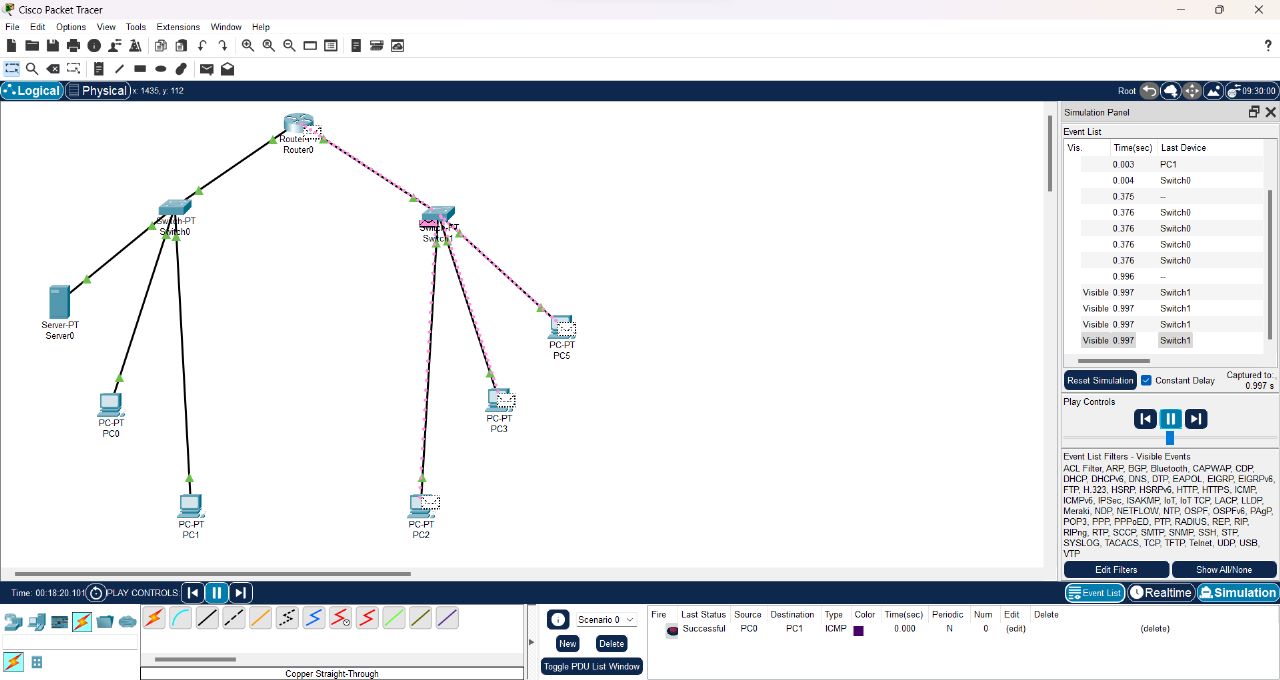 Cisco Packet Tracer
File Edit Options View Tools Extensions Window Help
Logical Physical x: 1435, y: 112 Root 09:30:00
Router0
Switch0
Server-PT
Server0
PC-PT
PC0
PC-PT
PC1
PC-PT
PC5
PC-PT
PC3
PC-PT
PC2
Simulation Panel
Event List
Vis. Time(sec) Last Device
0.003 PC1
0.004 Switch0
0.375 --
0.376 Switch0
0.376 Switch0
0.376 Switch0
0.376 Switch0
0.996 --
Visible 0.997 Switch1
Visible 0.997 Switch1
Visible 0.997 Switch1
Visible 0.997 Switch1
Reset Simulation Constant Delay Captured to:
0.997 s
Play Controls
Event List Filters - Visible Events
ACL Filter, ARP, BGP, Bluetooth, CAPWAP, CDP,
DHCP, DHCPv6, DNS, DTP, EAPOL, EIGRP, EIGRPv6,
FTP, H.323, HSRP, HSRPv6, HTTP, HTTPS, ICMP,
ICMPv6, IPSec, ISAKMP, IoT, IoT TCP, LACP, LLDP,
Meraki, NDP, NETFLOW, NTP, OSPF, OSPFv6, PAgP,
POP3, PPP, PPPoED, PTP, RADIUS, REP, RIP,
RIPng, RTP, SCCP, SMTP, SNMP, SSH, STP,
SYSLOG, TACACS, TCP, TFTP, Telnet, UDP, USB,
VTP
Edit Filters Show All/None
Time: 00:18:20.101 PLAY CONTROLS: Event List Realtime Simulation
Scenario 0
New Delete
Toggle PDU List Window
Fire Last Status Source Destination Type Color Time(sec) Periodic Num Edit Delete
Successful PC0 PC1 ICMP 0.000 N 0 (edit) (delete)
Copper Straight-Through